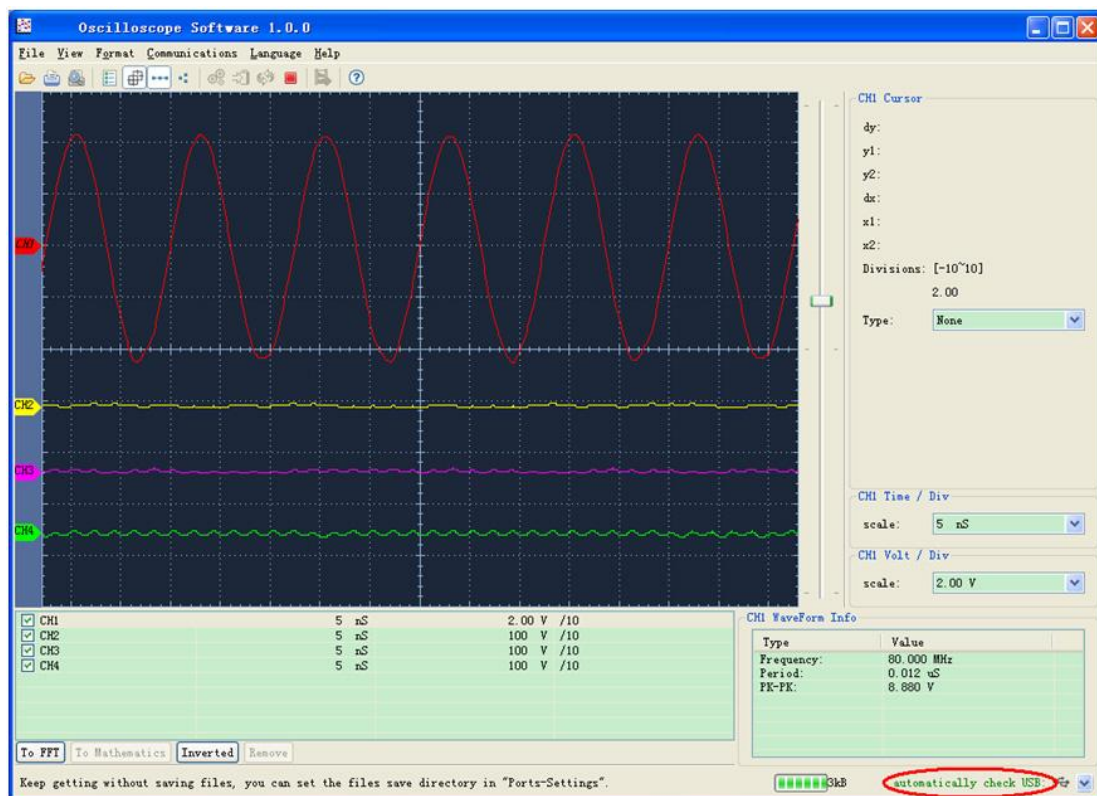 Oscilloscope Software 1.0.0
File View Format Communications Language Help
CH1 Cursor
dy:
y1:
y2:
dx:
x1:
x2:
Divisions: [-10~10]
2.00
Type: None
CH1
CH2
CH3
CH4
CH1 Time / Div
scale: 5 nS
CH1 Volt / Div
scale: 2.00 V
CH1 5 nS 2.00 V /10
CH2 5 nS 100 V /10
CH3 5 nS 100 V /10
CH4 5 nS 100 V /10
CH1 WaveForm Info
Type Value
Frequency: 80.000 MHz
Period: 0.012 uS
PK-PK: 8.880 V
To FFT To Mathematics Inverted Remove
Keep getting without saving files, you can set the files save directory in "Ports-Settings". 3kB automatically check USB: